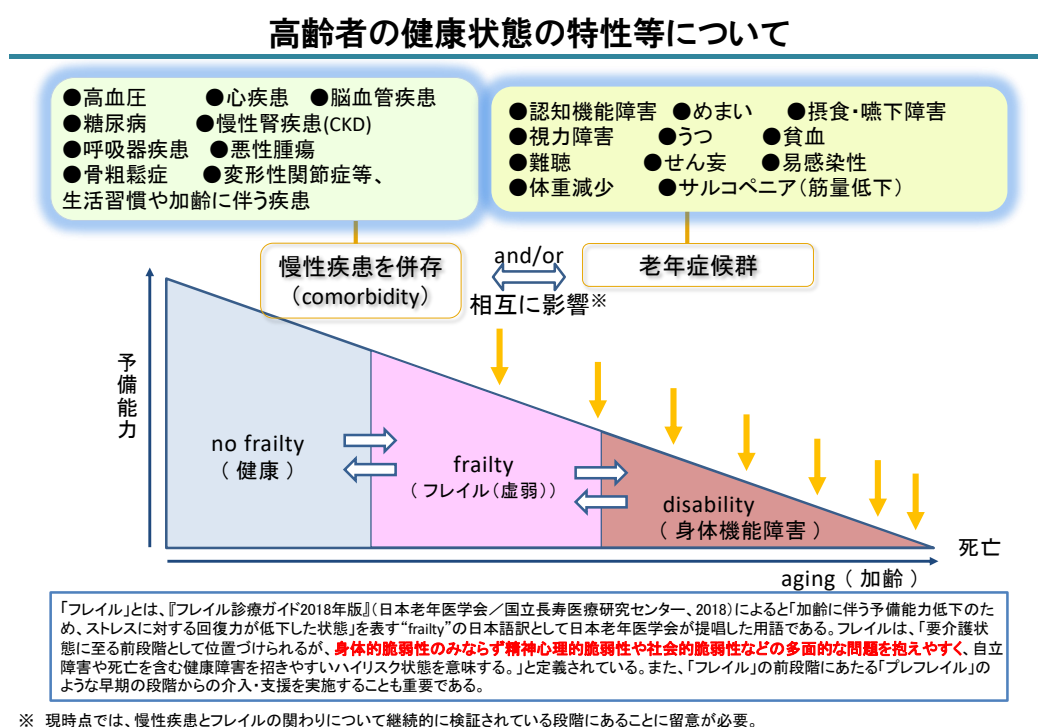 高齢者の健康状態の特性等について
●高血圧 ●心疾患 ●脳血管疾患
●糖尿病 ●慢性腎疾患(CKD)
●呼吸器疾患 ●悪性腫瘍
●骨粗鬆症 ●変形性関節症等、
生活習慣や加齢に伴う疾患
●認知機能障害 ●めまい ●摂食・嚥下障害
●視力障害 ●うつ ●貧血
●難聴 ●せん妄 ●易感染性
●体重減少 ●サルコペニア(筋量低下)
慢性疾患を併存
(comorbidity)
and/or
相互に影響※
老年症候群
予備能力
no frailty
( 健康 )
frailty
( フレイル(虚弱))
disability
( 身体機能障害 )
死亡
aging ( 加齢 )
「フレイル」とは、『フレイル診療ガイド2018年版』(日本老年医学会/国立長寿医療研究センター、2018)によると「加齢に伴う予備能力低下のた
め、ストレスに対する回復力が低下した状態」を表す“frailty”の日本語訳として日本老年医学会が提唱した用語である。フレイルは、「要介護状
態に至る前段階として位置づけられるが、身体的脆弱性のみならず精神心理的脆弱性や社会的脆弱性などの多面的な問題を抱えやすく、自立
障害や死亡を含む健康障害を招きやすいハイリスク状態を意味する。」と定義されている。また、「フレイル」の前段階にあたる「プレフレイル」の
ような早期の段階からの介入・支援を実施することも重要である。
※ 現時点では、慢性疾患とフレイルの関わりについて継続的に検証されている段階にあることに留意が必要。